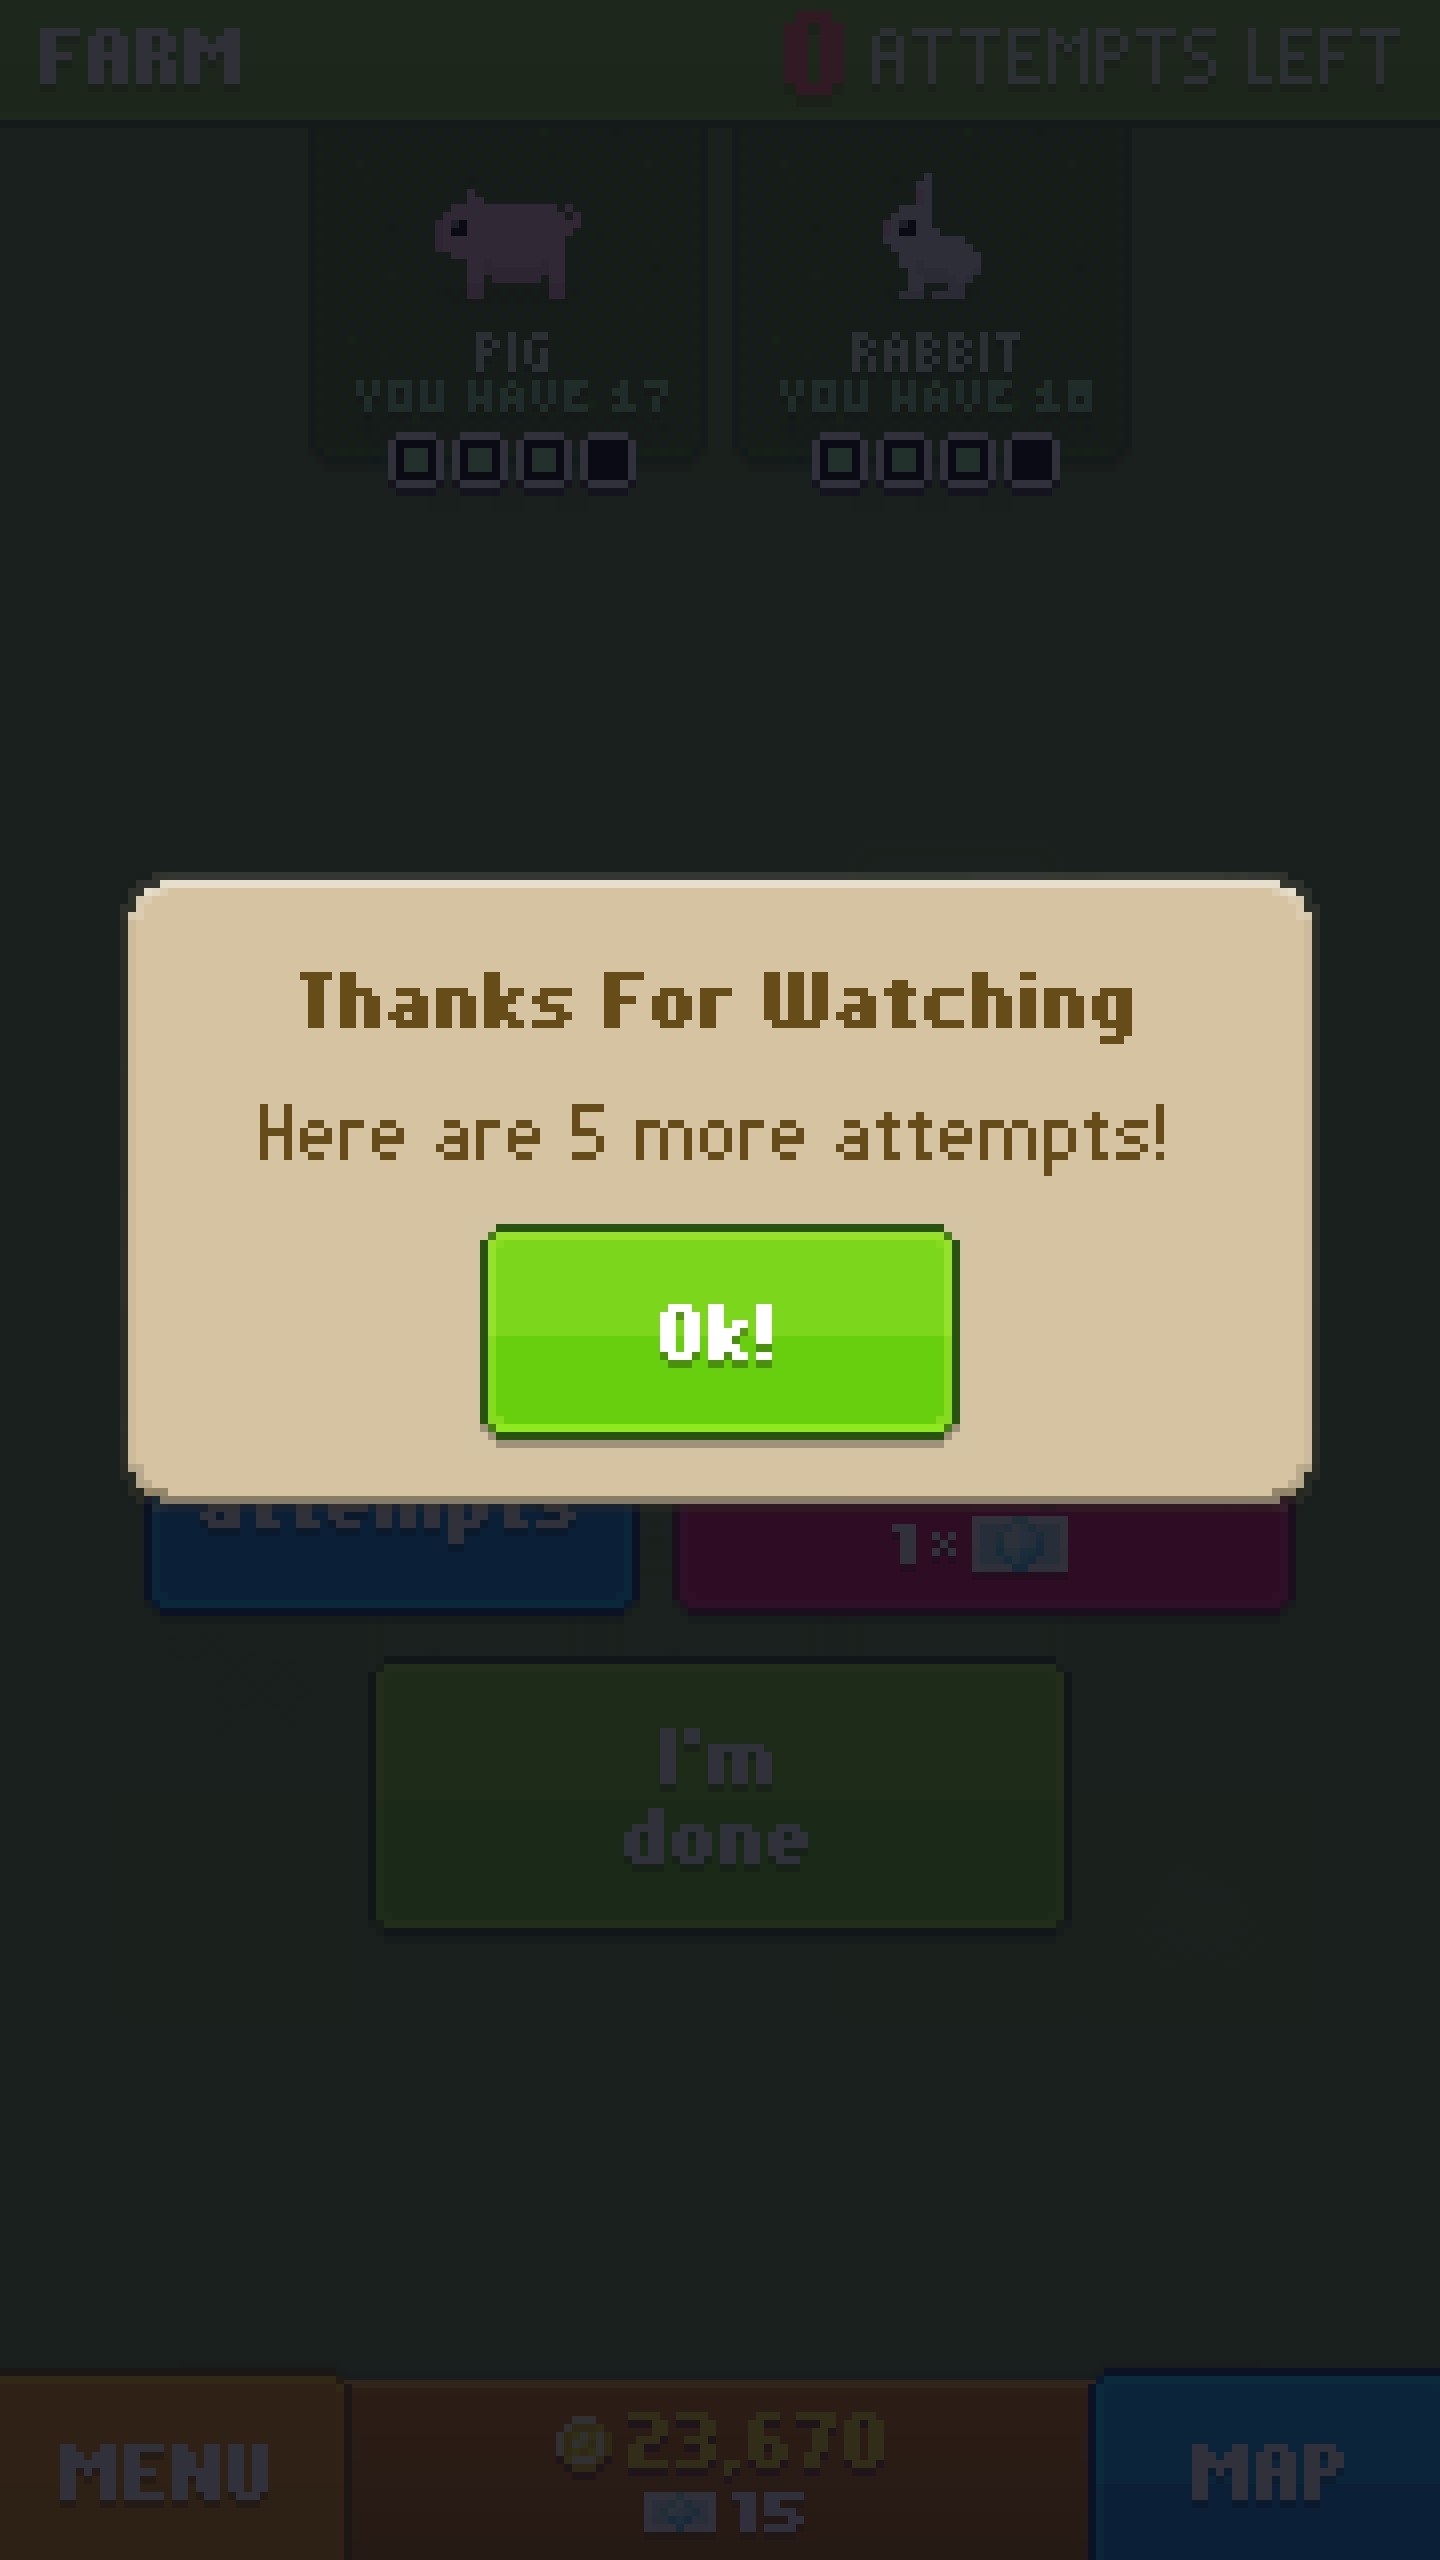 FARM
0 ATTEMPTS LEFT
PIG
YOU HAVE 17
RABBIT
YOU HAVE 18
Thanks For Watching
Here are 5 more attempts!
Ok!
attempts
1×
I'm
done
MENU
23,670
15
MAP